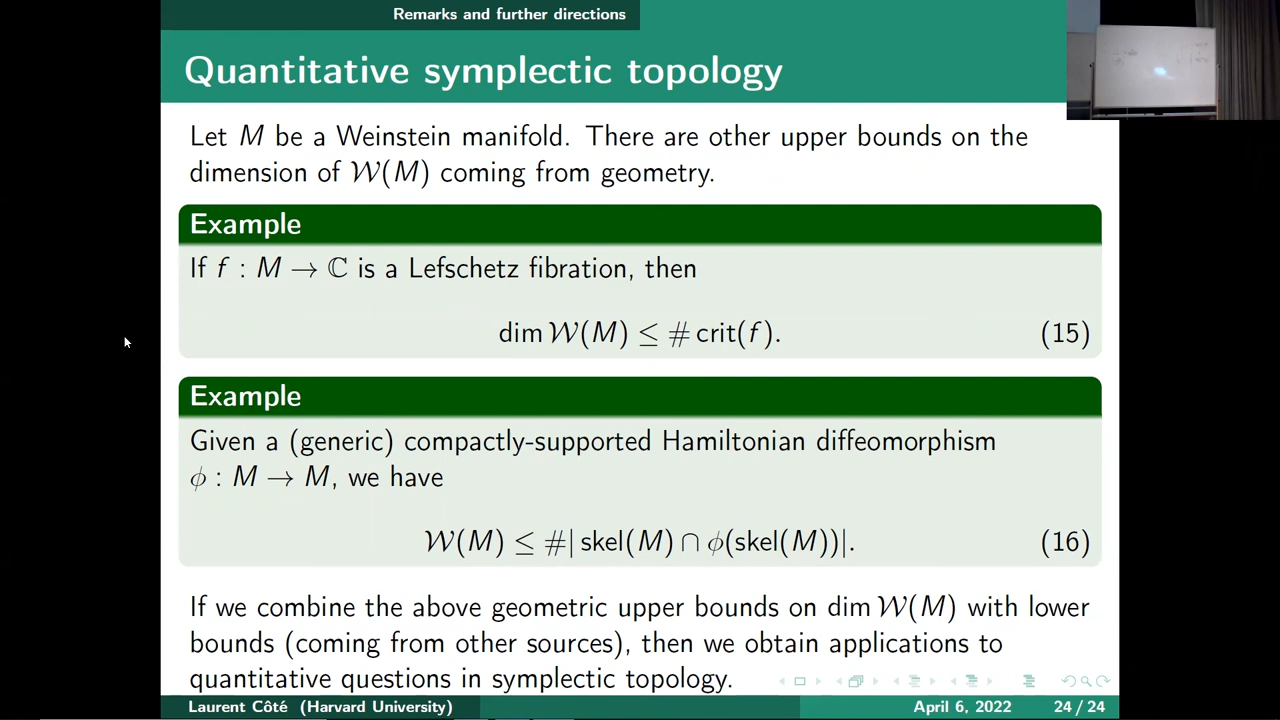 Remarks and further directions
Quantitative symplectic topology
Let M be a Weinstein manifold. There are other upper bounds on the
dimension of 𝒲(M) coming from geometry.
Example
If f : M → ℂ is a Lefschetz fibration, then
dim 𝒲(M) ≤ # crit(f). (15)
Example
Given a (generic) compactly-supported Hamiltonian diffeomorphism
ϕ : M → M, we have
𝒲(M) ≤ #| skel(M) ∩ ϕ(skel(M))|. (16)
If we combine the above geometric upper bounds on dim 𝒲(M) with lower
bounds (coming from other sources), then we obtain applications to
quantitative questions in symplectic topology.
Laurent Côté (Harvard University) April 6, 2022 24 / 24